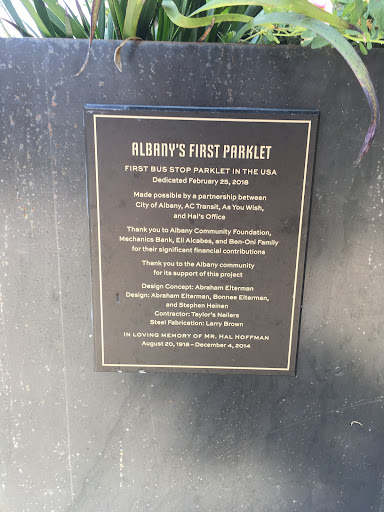 ALBANY'S FIRST PARKLET
FIRST BUS STOP PARKLET IN THE USA
Dedicated February 25, 2018
Made possible by a partnership between
City of Albany, AC Transit, As You Wish,
and Hal's Office
Thank you to Albany Community Foundation,
Mechanics Bank, Eli Alcabes, and Ben-Oni Family
for their significant financial contributions
Thank you to the Albany community
for its support of this project
Design Concept: Abraham Elterman
Design: Abraham Elterman, Bonnee Elterman,
and Stephen Heinen
Contractor: Taylor's Nailers
Steel Fabrication: Larry Brown
IN LOVING MEMORY OF MR. HAL HOFFMAN
August 20, 1918 – December 4, 2014